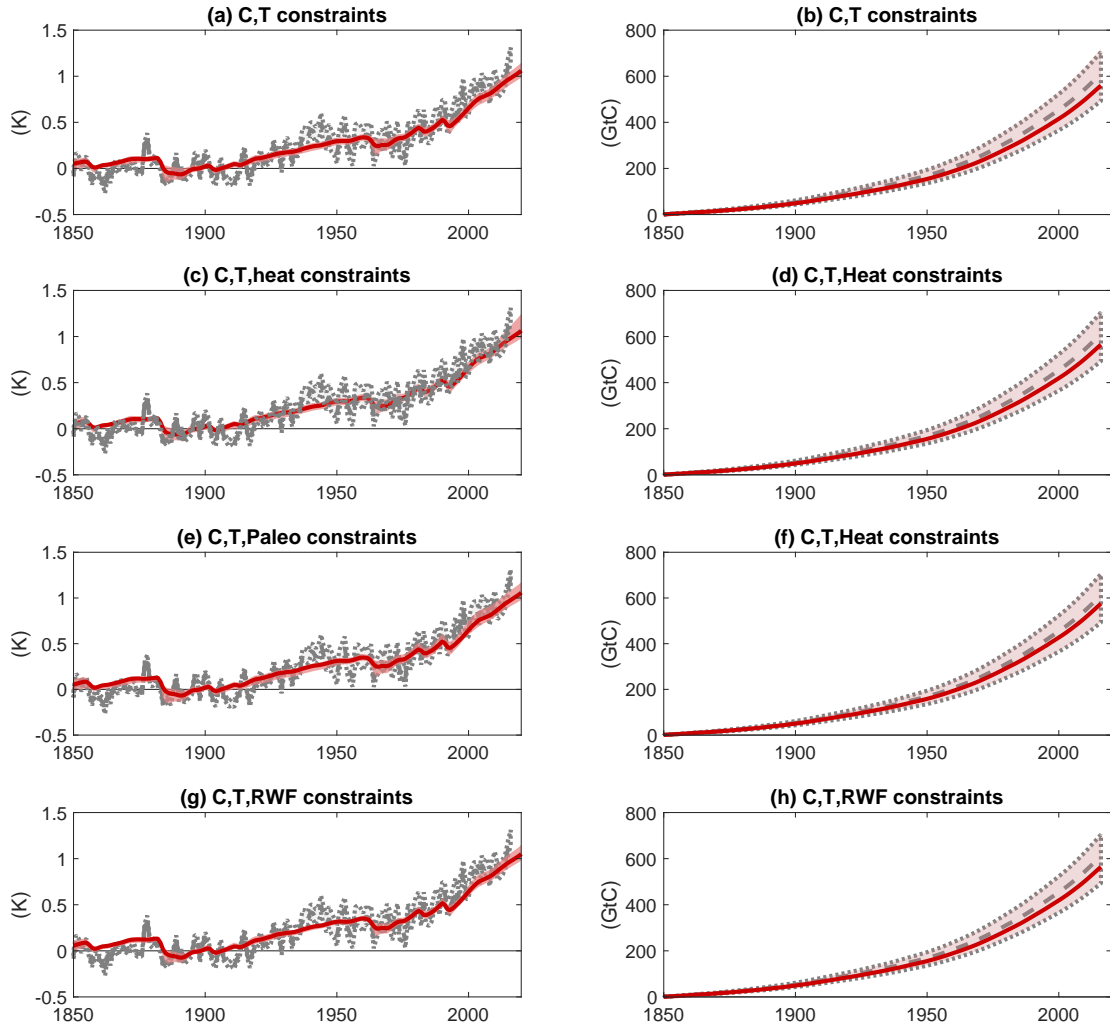 (a) C,T constraints
1.5
1
0.5
0
-0.5
(K)
1850 1900 1950 2000
(b) C,T constraints
800
600
400
200
0
(GtC)
1850 1900 1950 2000
(c) C,T,heat constraints
1.5
1
0.5
0
-0.5
(K)
1850 1900 1950 2000
(d) C,T,Heat constraints
800
600
400
200
0
(GtC)
1850 1900 1950 2000
(e) C,T,Paleo constraints
1.5
1
0.5
0
-0.5
(K)
1850 1900 1950 2000
(f) C,T,Heat constraints
800
600
400
200
0
(GtC)
1850 1900 1950 2000
(g) C,T,RWF constraints
1.5
1
0.5
0
-0.5
(K)
1850 1900 1950 2000
(h) C,T,RWF constraints
800
600
400
200
0
(GtC)
1850 1900 1950 2000